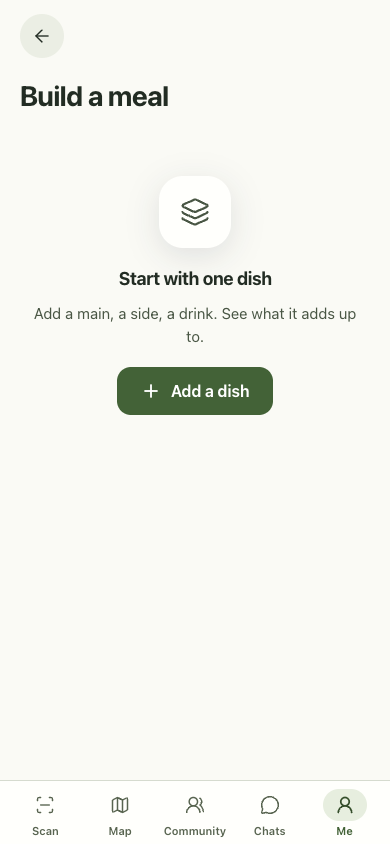 Build a meal
Start with one dish
Add a main, a side, a drink. See what it adds up
to.
Add a dish
Scan
Map
Community
Chats
Me